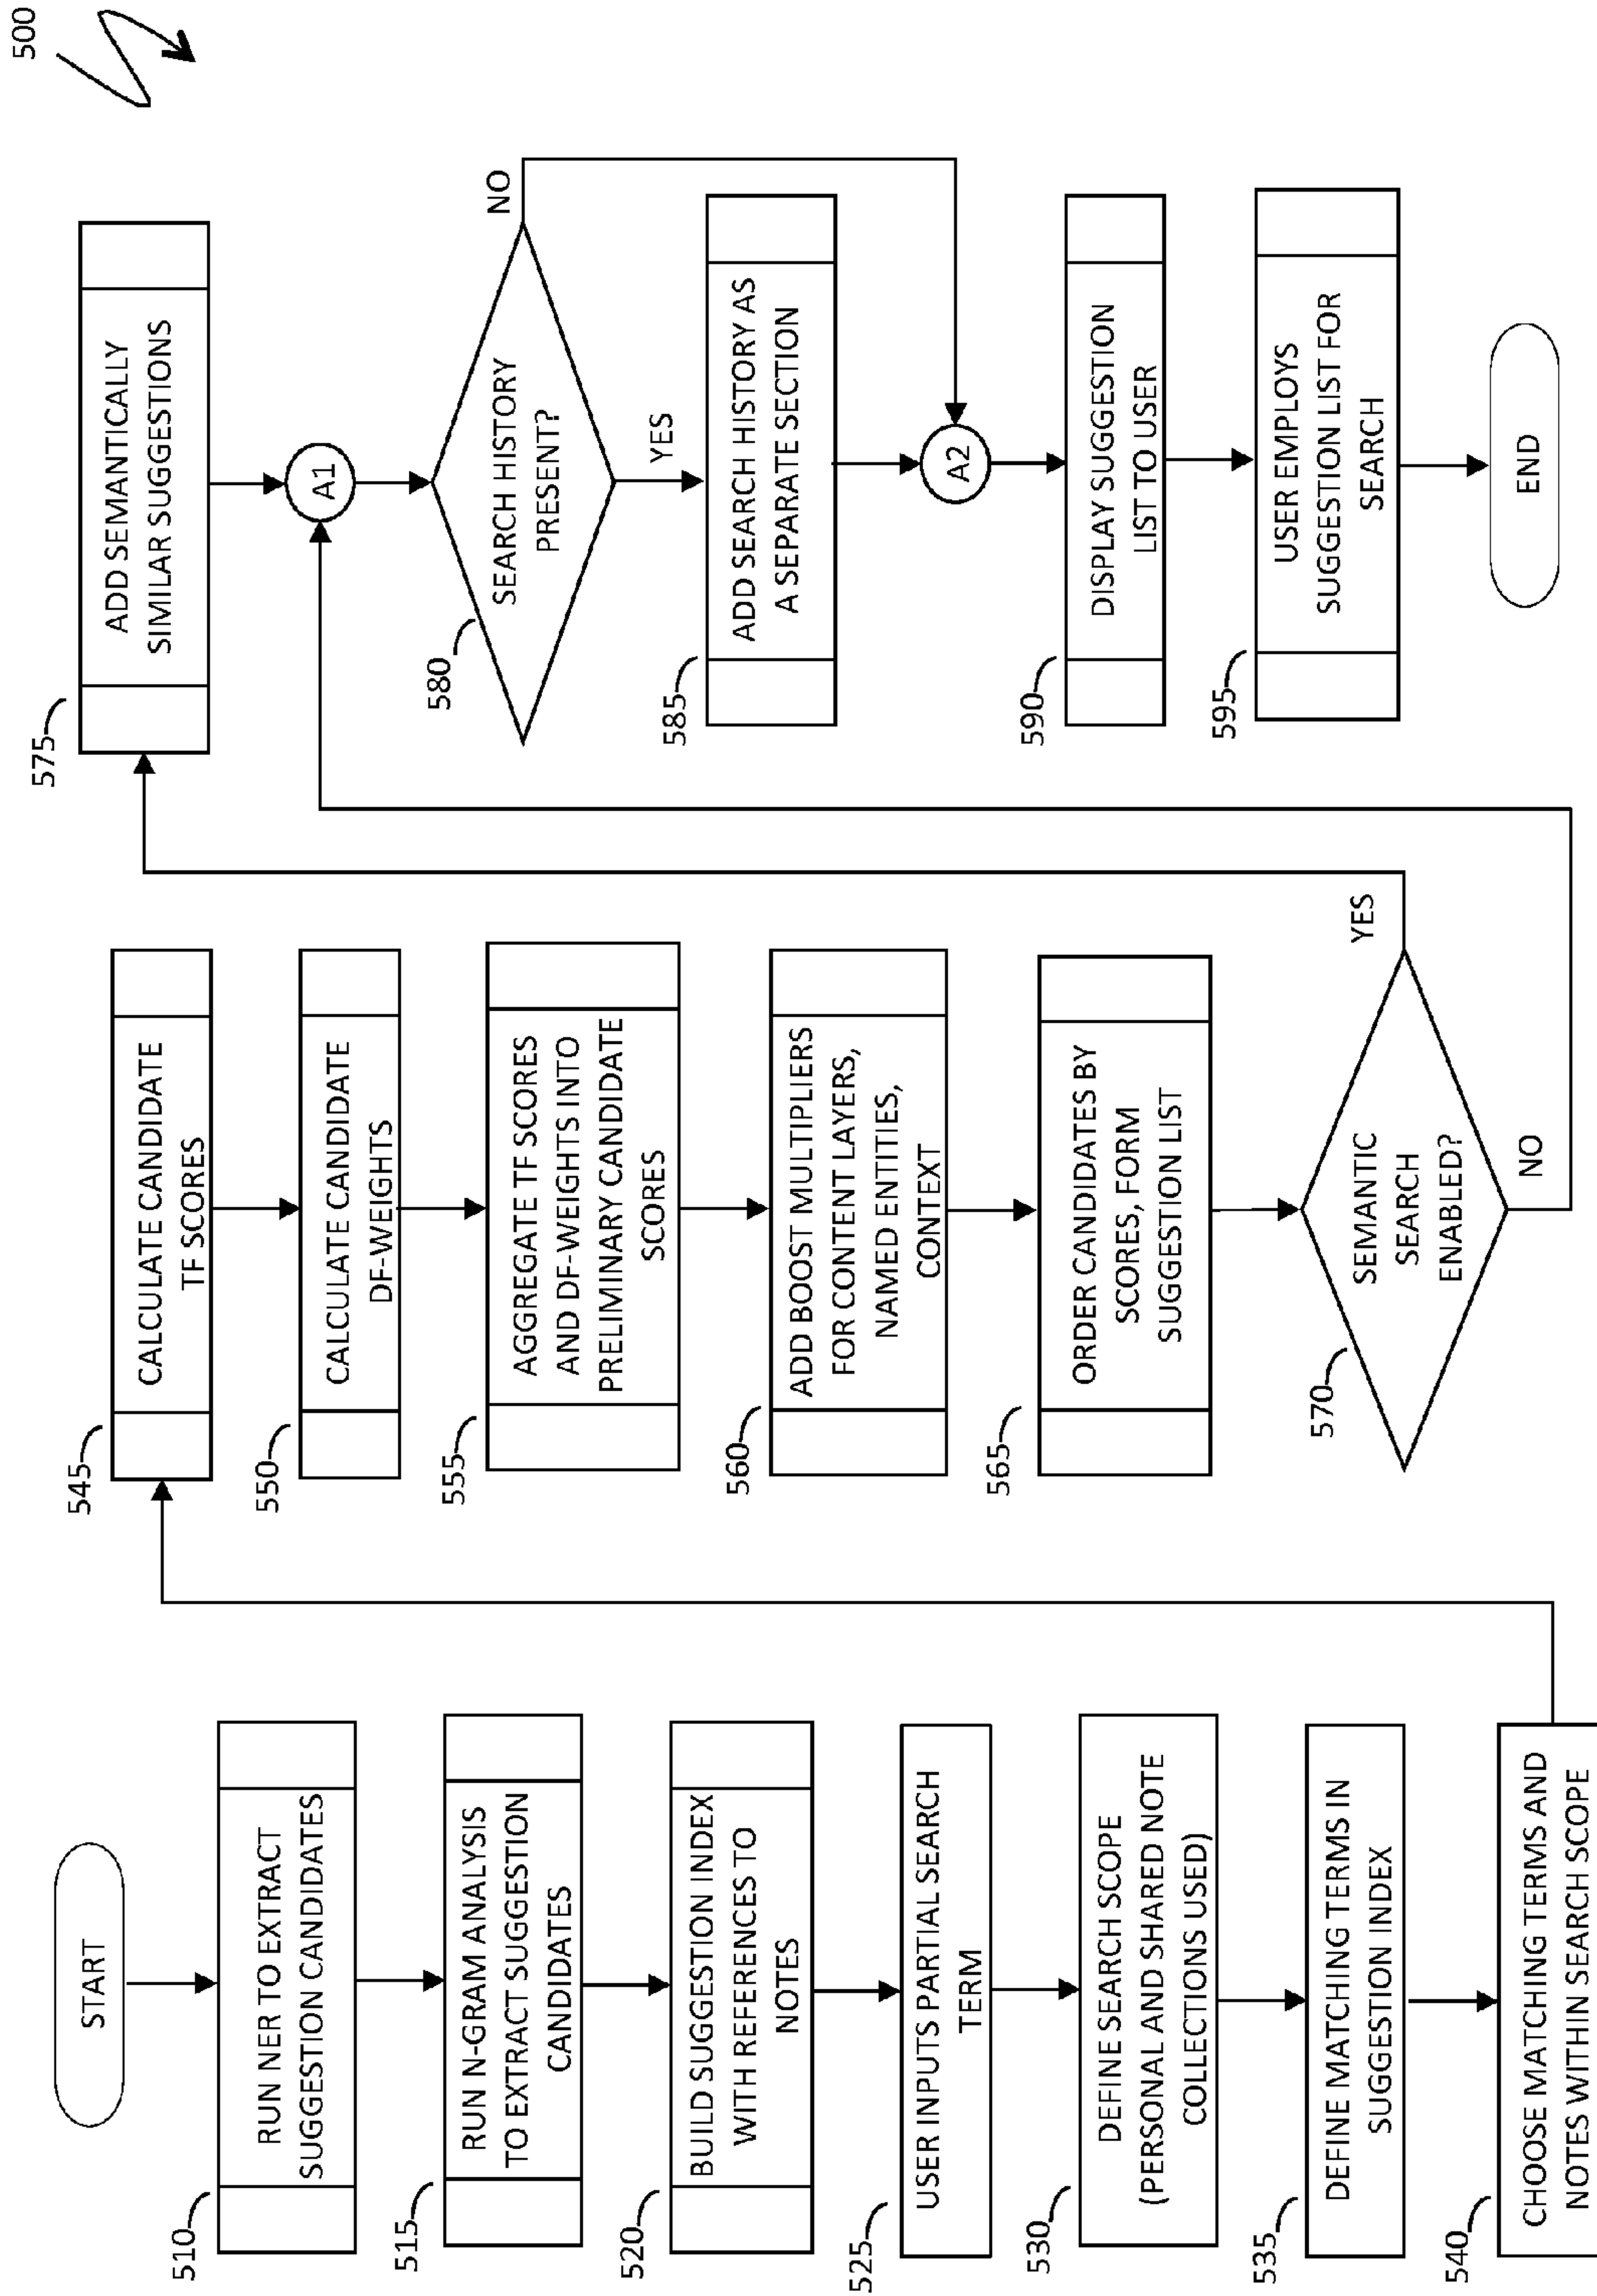 500
START
510
RUN NER TO EXTRACT
SUGGESTION CANDIDATES
515
RUN N-GRAM ANALYSIS
TO EXTRACT SUGGESTION
CANDIDATES
520
BUILD SUGGESTION INDEX
WITH REFERENCES TO
NOTES
525
USER INPUTS PARTIAL SEARCH
TERM
530
DEFINE SEARCH SCOPE
(PERSONAL AND SHARED NOTE
COLLECTIONS USED)
535
DEFINE MATCHING TERMS IN
SUGGESTION INDEX
540
CHOOSE MATCHING TERMS AND
NOTES WITHIN SEARCH SCOPE
545
CALCULATE CANDIDATE
TF SCORES
550
CALCULATE CANDIDATE
DF-WEIGHTS
555
AGGREGATE TF SCORES
AND DF-WEIGHTS INTO
PRELIMINARY CANDIDATE
SCORES
560
ADD BOOST MULTIPLIERS
FOR CONTENT LAYERS,
NAMED ENTITIES,
CONTEXT
565
ORDER CANDIDATES BY
SCORES, FORM
SUGGESTION LIST
570
SEMANTIC
SEARCH
ENABLED?
YES
NO
575
ADD SEMANTICALLY
SIMILAR SUGGESTIONS
A1
580
SEARCH HISTORY
PRESENT?
NO
YES
585
ADD SEARCH HISTORY AS
A SEPARATE SECTION
A2
590
DISPLAY SUGGESTION
LIST TO USER
595
USER EMPLOYS
SUGGESTION LIST FOR
SEARCH
END